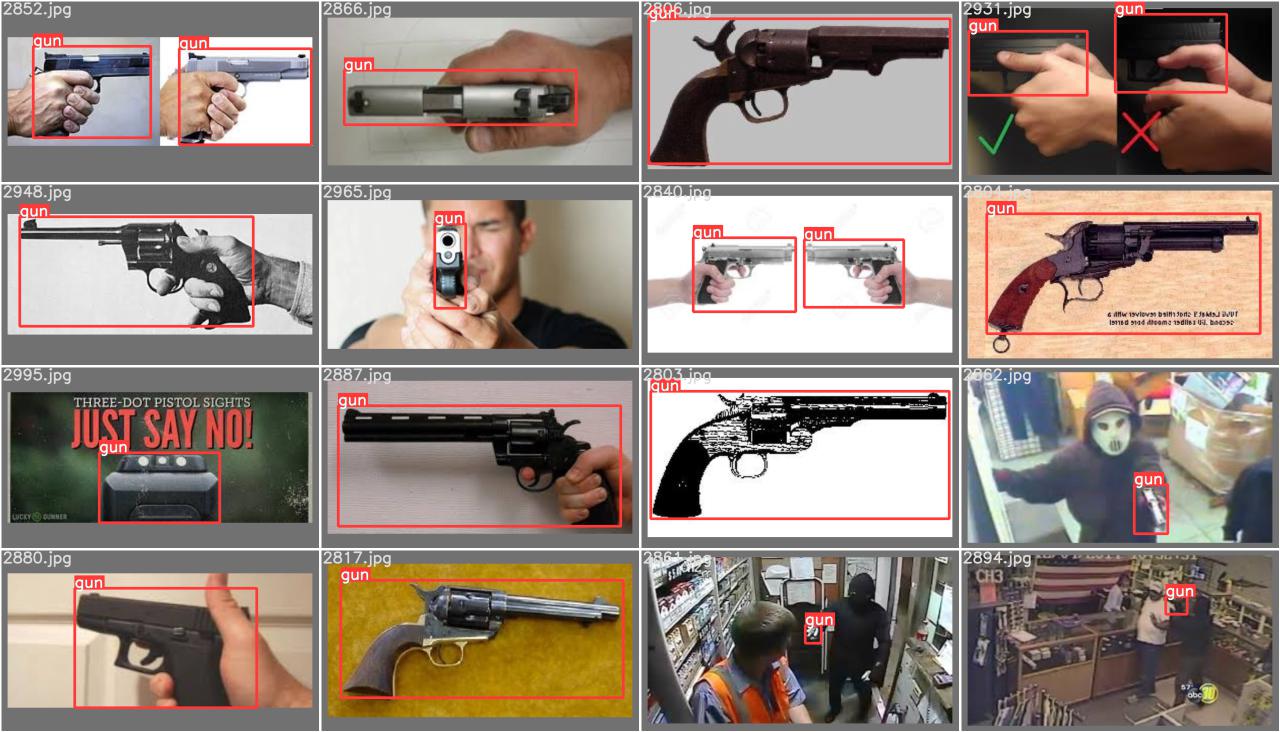 2852.jpg
2866.jpg
2806.jpg
2931.jpg
gun
gun
gun
gun
gun
gun
2948.jpg
2965.jpg
2840.jpg
2804.jpg
gun
gun
gun
gun
gun
2995.jpg
2887.jpg
2803.jpg
2862.jpg
THREE-DOT PISTOL SIGHTS
JUST SAY NO!
gun
gun
gun
gun
LUCKY GUNNER
2880.jpg
2817.jpg
2861.jpg
2894.jpg
gun
gun
gun
gun
CH3
57
abc